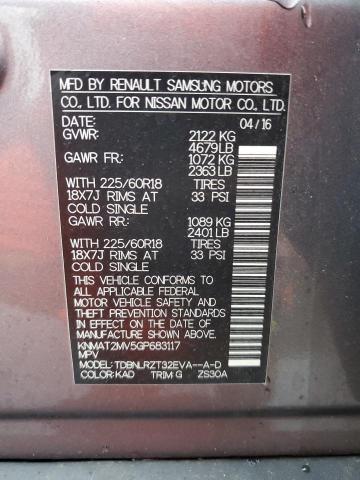 MFD BY RENAULT SAMSUNG MOTORS
CO., LTD. FOR NISSAN MOTOR CO., LTD.
DATE: 04/16
GVWR: 2122 KG
4679LB
GAWR FR: 1072 KG
2363 LB
WITH 225/60R18 TIRES
18X7J RIMS AT 33 PSI
COLD SINGLE
GAWR RR: 1089 KG
2401 LB
WITH 225/60R18 TIRES
18X7J RIMS AT 33 PSI
COLD SINGLE
THIS VEHICLE CONFORMS TO
ALL APPLICABLE FEDERAL
MOTOR VEHICLE SAFETY, BUMPER,
AND THEFT PREVENTION STANDARDS
IN EFFECT ON THE DATE OF
MANUFACTURE SHOWN ABOVE.
KNMAT2MV5GP683117
MPV
MODEL: TDBNLRZT32EVA--A-D
COLOR: KAD TRIM: G ZS30A